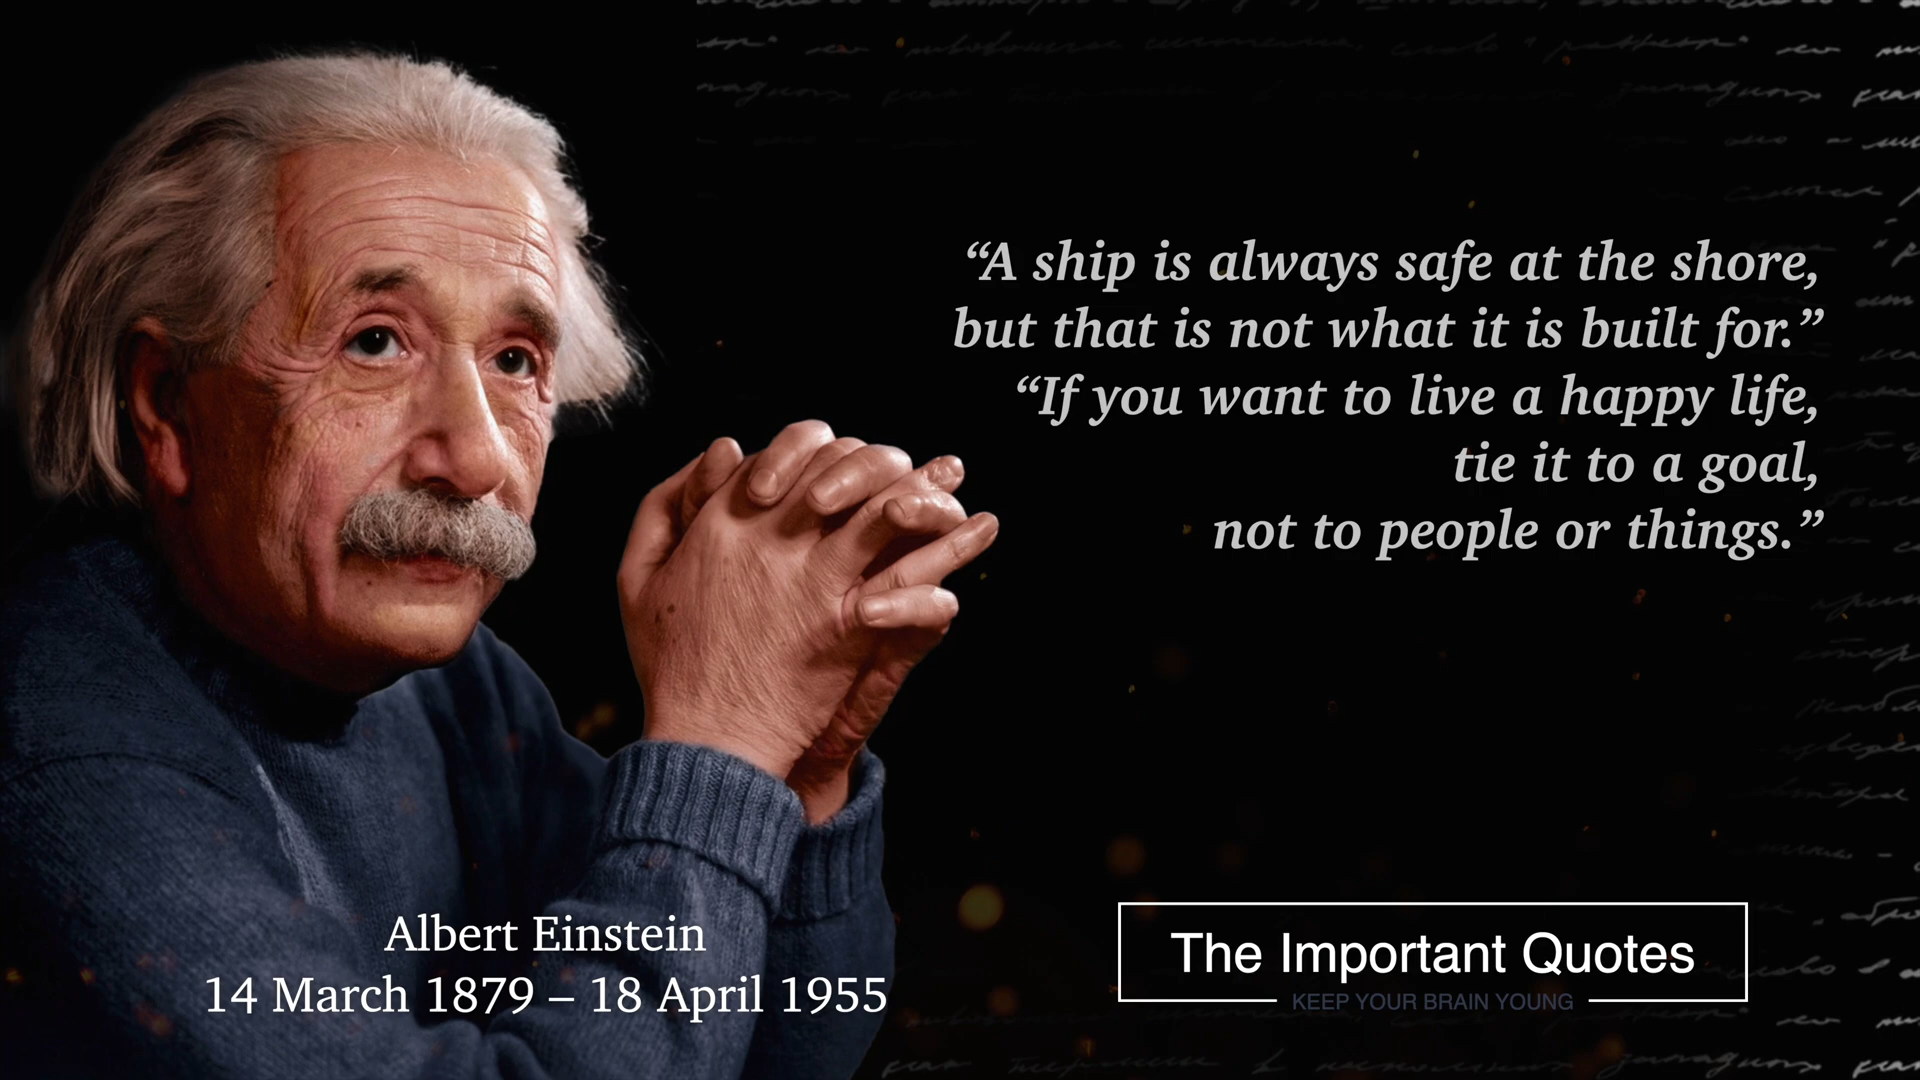 “A ship is always safe at the shore,
but that is not what it is built for.”
“If you want to live a happy life,
tie it to a goal,
not to people or things.”
Albert Einstein
14 March 1879 – 18 April 1955
The Important Quotes
KEEP YOUR BRAIN YOUNG